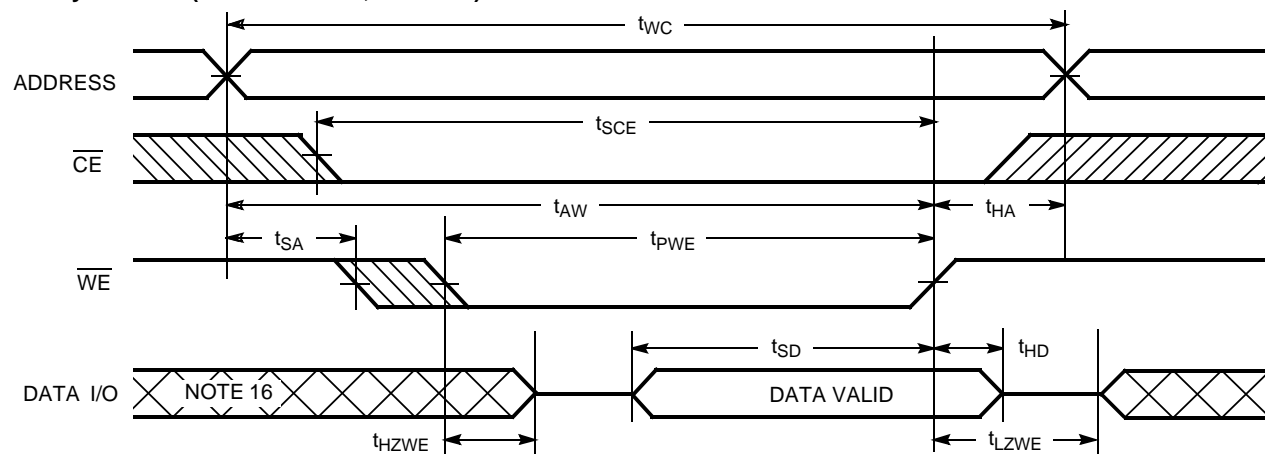 tWC
ADDRESS
tSCE
CE
tAW
tHA
tSA
tPWE
WE
tSD
tHD
DATA I/O
NOTE 16
DATA VALID
tHZWE
tLZWE